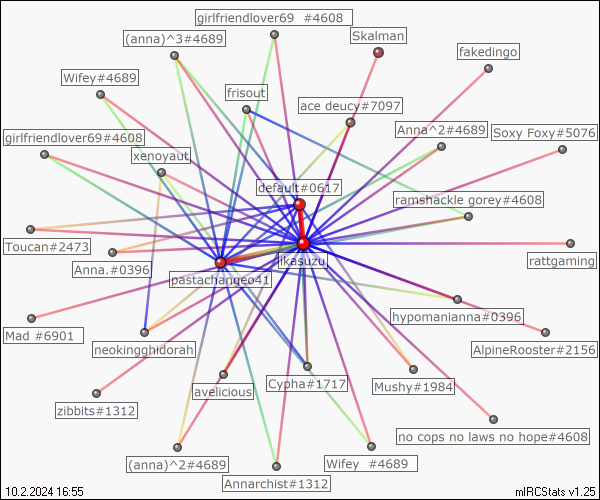 girlfriendlover69 #4608
Skalman
(anna)^3#4689
fakedingo
Wifey#4689
frisout
ace deucy#7097
Anna^2#4689
Soxy Foxy#5076
girlfriendlover69#4608
xenoyaut
default#0617
ramshackle gorey#4608
Toucan#2473
jikasuzu
rattgaming
Anna.#0396
pastachangeo41
hypomanianna#0396
Mad #6901
neokingghidorah
AlpineRooster#2156
avelicious
Cypha#1717
Mushy#1984
zibbits#1312
no cops no laws no hope#4608
(anna)^2#4689
Wifey #4689
Annarchist#1312
10.2.2024 16:55
mIRCStats v1.25